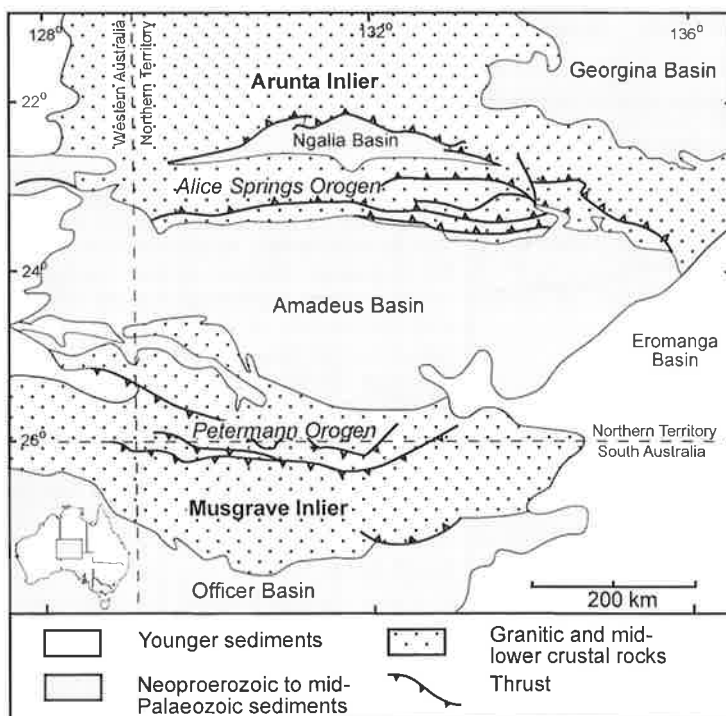 128°
132°
136°
Western Australia
Northern Territory
Arunta Inlier
Georgina Basin
22°
Ngalia Basin
Alice Springs Orogen
24°
Amadeus Basin
Eromanga
Basin
Petermann Orogen
26°
Northern Territory
South Australia
Musgrave Inlier
Officer Basin
200 km
Younger sediments
Granitic and mid-
lower crustal rocks
Neoproerozoic to mid-
Palaeozoic sediments
Thrust